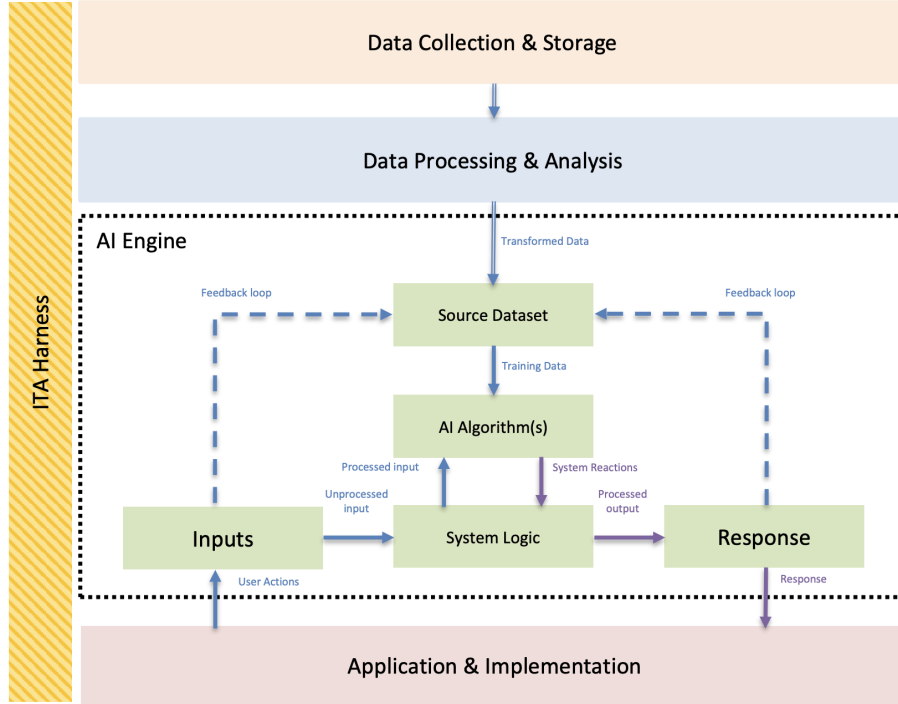 Data Collection & Storage
Data Processing & Analysis
AI Engine
Transformed Data
Feedback loop
Feedback loop
Source Dataset
Training Data
ITA Harness
AI Algorithm(s)
Processed input
System Reactions
Unprocessed
input
Processed
output
Inputs
System Logic
Response
User Actions
Response
Application & Implementation